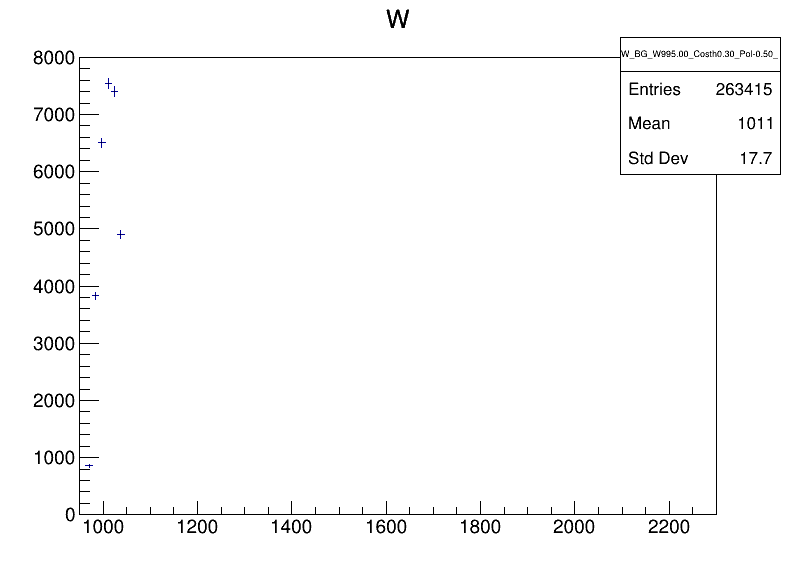 W
W_BG_W995.00_Costh0.30_Pol-0.50_
Entries 263415
Mean 1011
Std Dev 17.7
8000
7000
6000
5000
4000
3000
2000
1000
0
1000 1200 1400 1600 1800 2000 2200